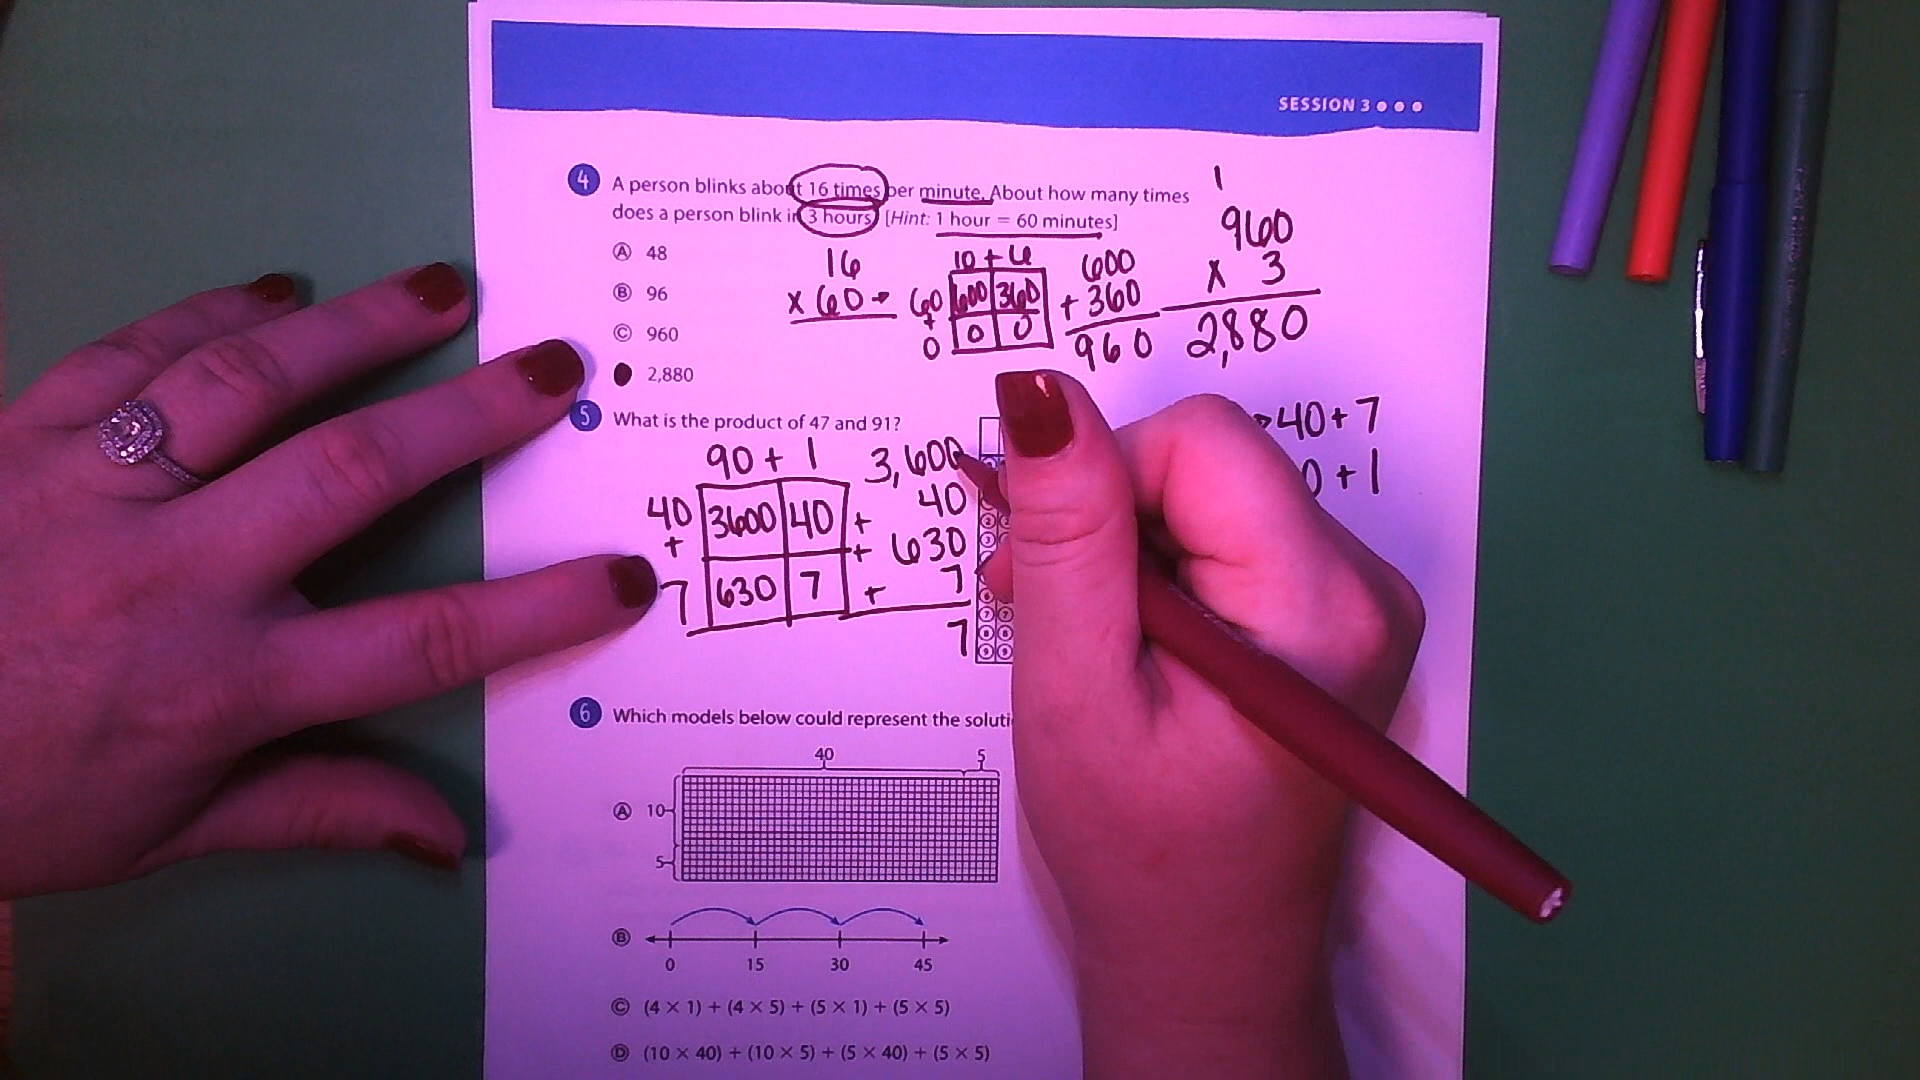 SESSION 3
4 A person blinks about 16 times per minute. About how many times
does a person blink in 3 hours? [Hint: 1 hour = 60 minutes]
A 48
B 96
C 960
2,880
16
x 60
10 + 6
60 600 360
+
0 0 0
600
+ 360
960
1
960
x 3
2,880
5 What is the product of 47 and 91?
90 + 1
40 3600 40
+
7 630 7
3,600
+ 40
+ 630
+ 7
7
40 + 7
0 + 1
6 Which models below could represent the
40 5
A 10
5
B
0 15 30 45
C (4 × 1) + (4 × 5) + (5 × 1) + (5 × 5)
D (10 × 40) + (10 × 5) + (5 × 40) + (5 × 5)